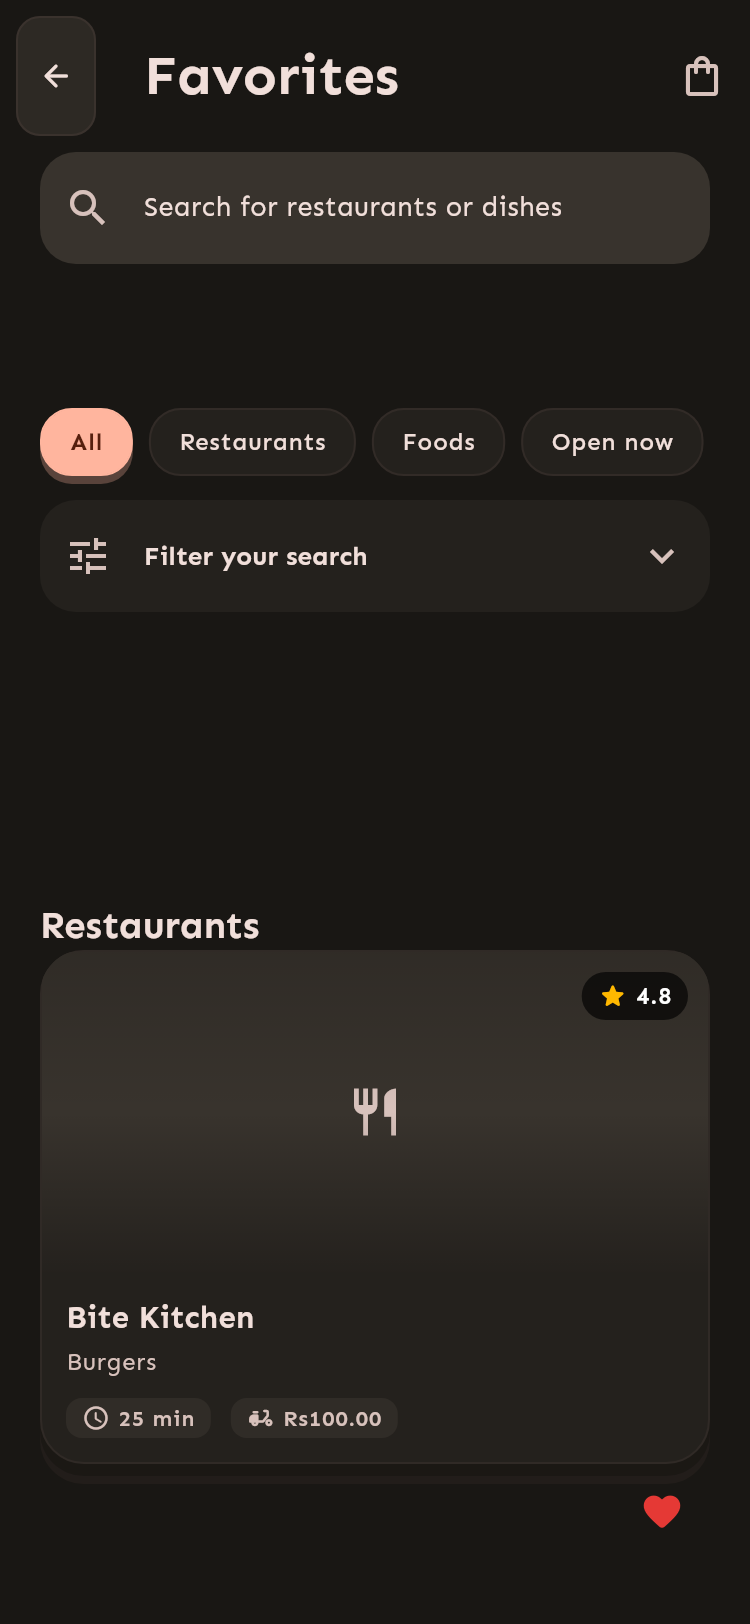 Favorites
Search for restaurants or dishes
All
Restaurants
Foods
Open now
Filter your search
Restaurants
4.8
Bite Kitchen
Burgers
25 min
Rs100.00